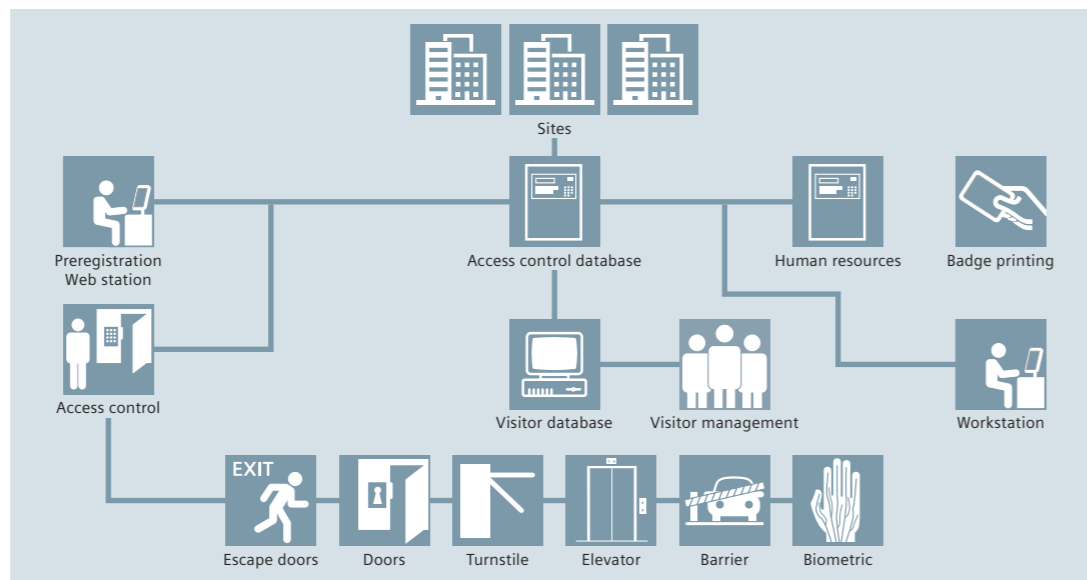 Sites
Preregistration
Web station
Access control database
Human resources
Badge printing
Access control
Visitor database
Visitor management
Workstation
EXIT
Escape doors
Doors
Turnstile
Elevator
Barrier
Biometric